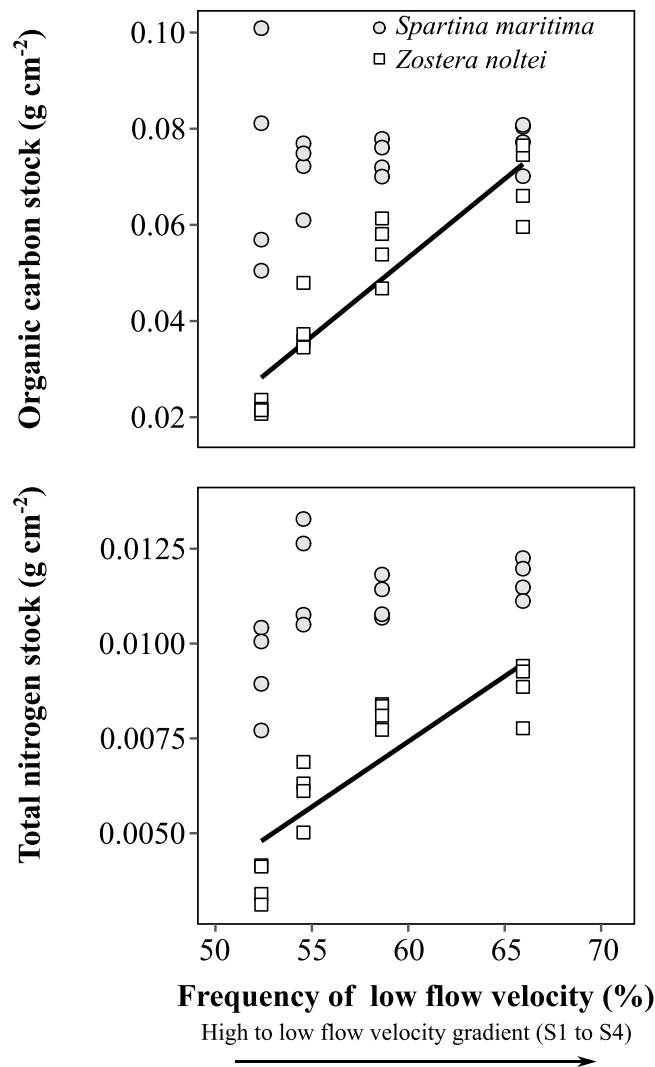 Organic carbon stock (g cm⁻²)
0.10
0.08
0.06
0.04
0.02
Spartina maritima
Zostera noltei
Total nitrogen stock (g cm⁻²)
0.0125
0.0100
0.0075
0.0050
50 55 60 65 70
Frequency of low flow velocity (%)
High to low flow velocity gradient (S1 to S4)